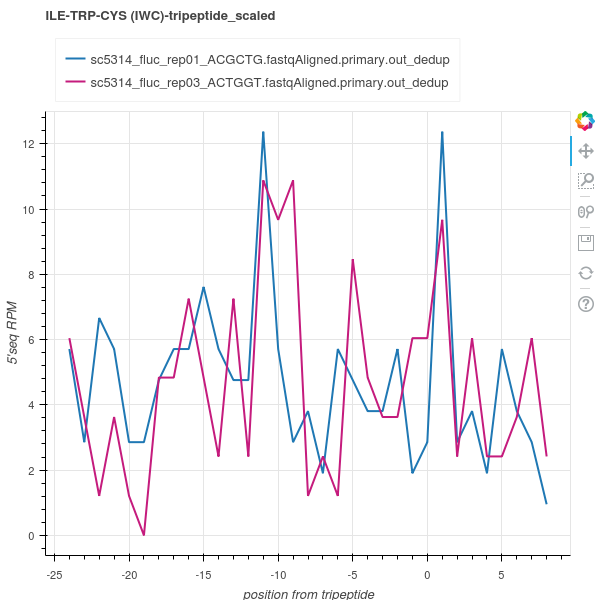 ILE-TRP-CYS (IWC)-tripeptide_scaled
sc5314_fluc_rep01_ACGCTG.fastqAligned.primary.out_dedup
sc5314_fluc_rep03_ACTGGT.fastqAligned.primary.out_dedup
12
10
8
6
4
2
0
5'seq RPM
-25 -20 -15 -10 -5 0 5
position from tripeptide